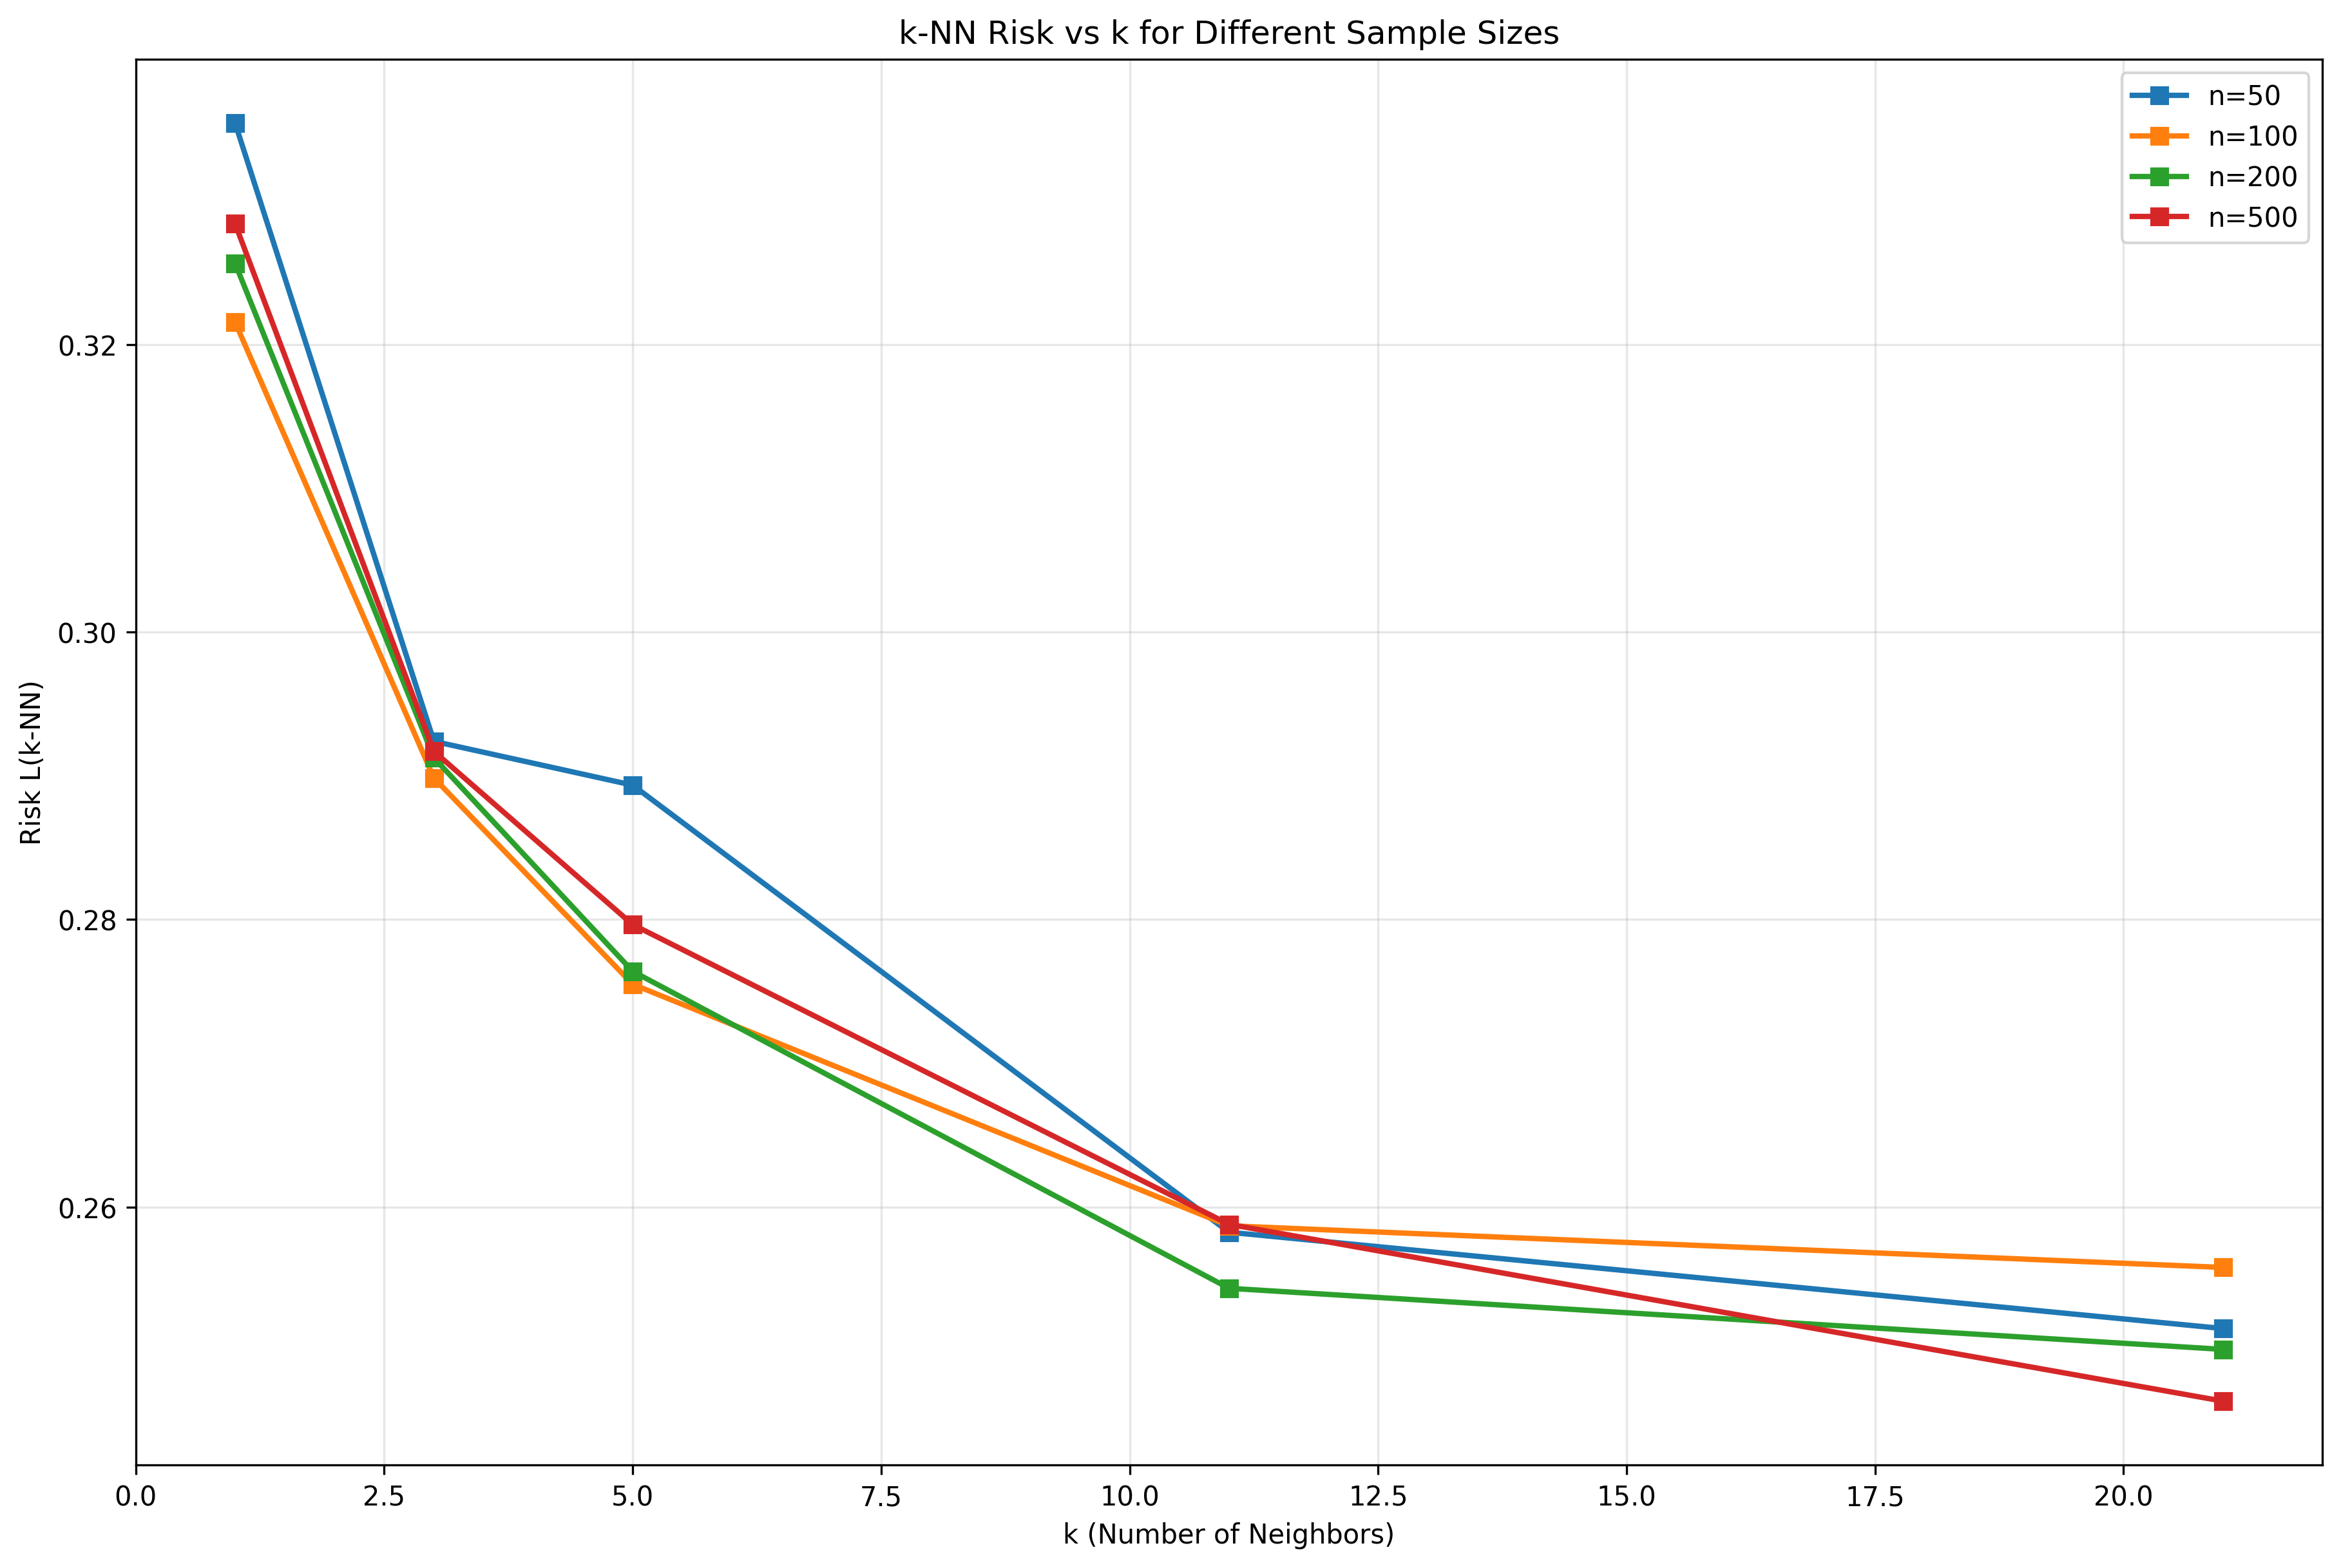 k-NN Risk vs k for Different Sample Sizes
n=50
n=100
n=200
n=500
Risk L(k-NN)
0.32
0.30
0.28
0.26
0.0 2.5 5.0 7.5 10.0 12.5 15.0 17.5 20.0
k (Number of Neighbors)